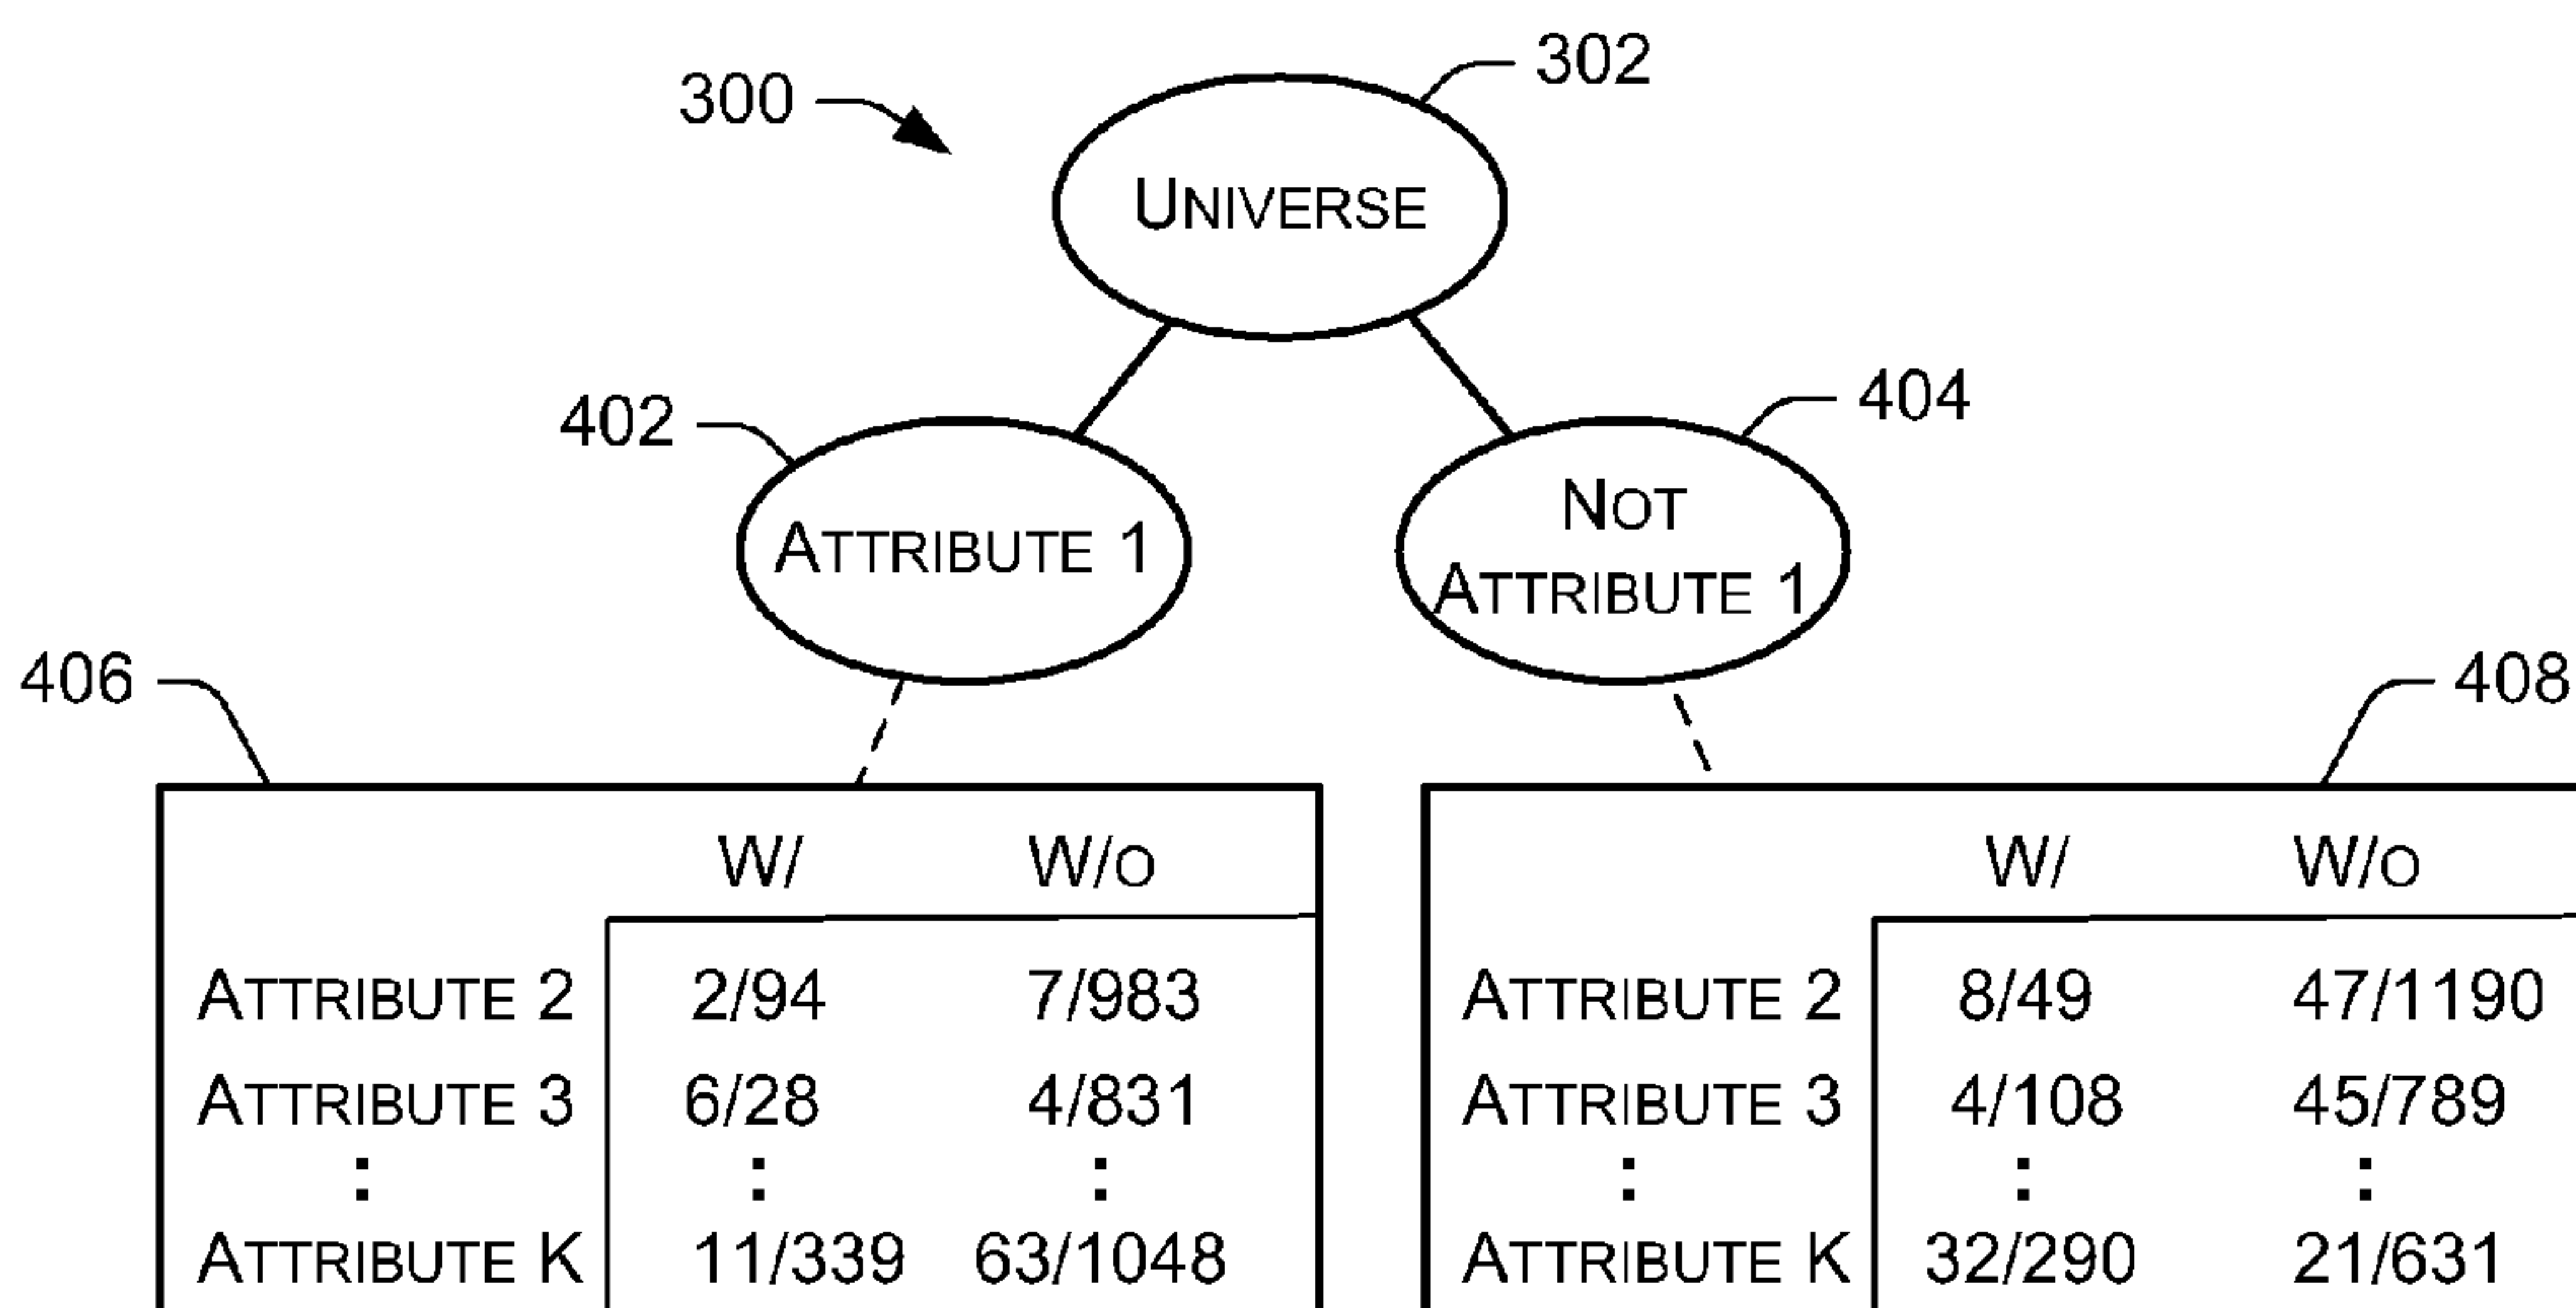 300
302
UNIVERSE
402
404
ATTRIBUTE 1
NOT
ATTRIBUTE 1
406
408
W/ W/O
ATTRIBUTE 2 2/94 7/983
ATTRIBUTE 3 6/28 4/831
: : :
ATTRIBUTE K 11/339 63/1048
W/ W/O
ATTRIBUTE 2 8/49 47/1190
ATTRIBUTE 3 4/108 45/789
: : :
ATTRIBUTE K 32/290 21/631